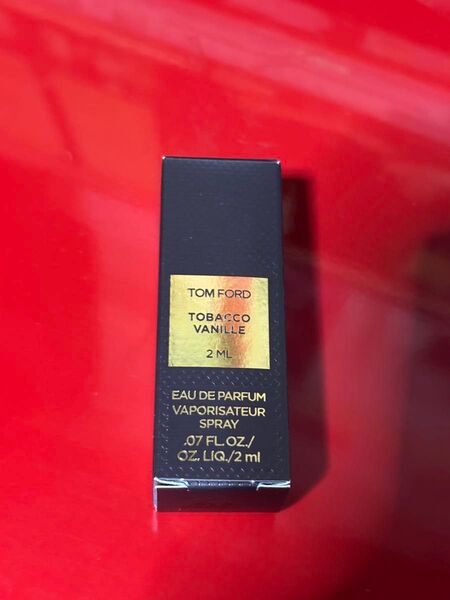 TOM FORD
TOBACCO
VANILLE
2 ML
EAU DE PARFUM
VAPORISATEUR
SPRAY
.07 FL.OZ./
OZ. LIQ./2 ml